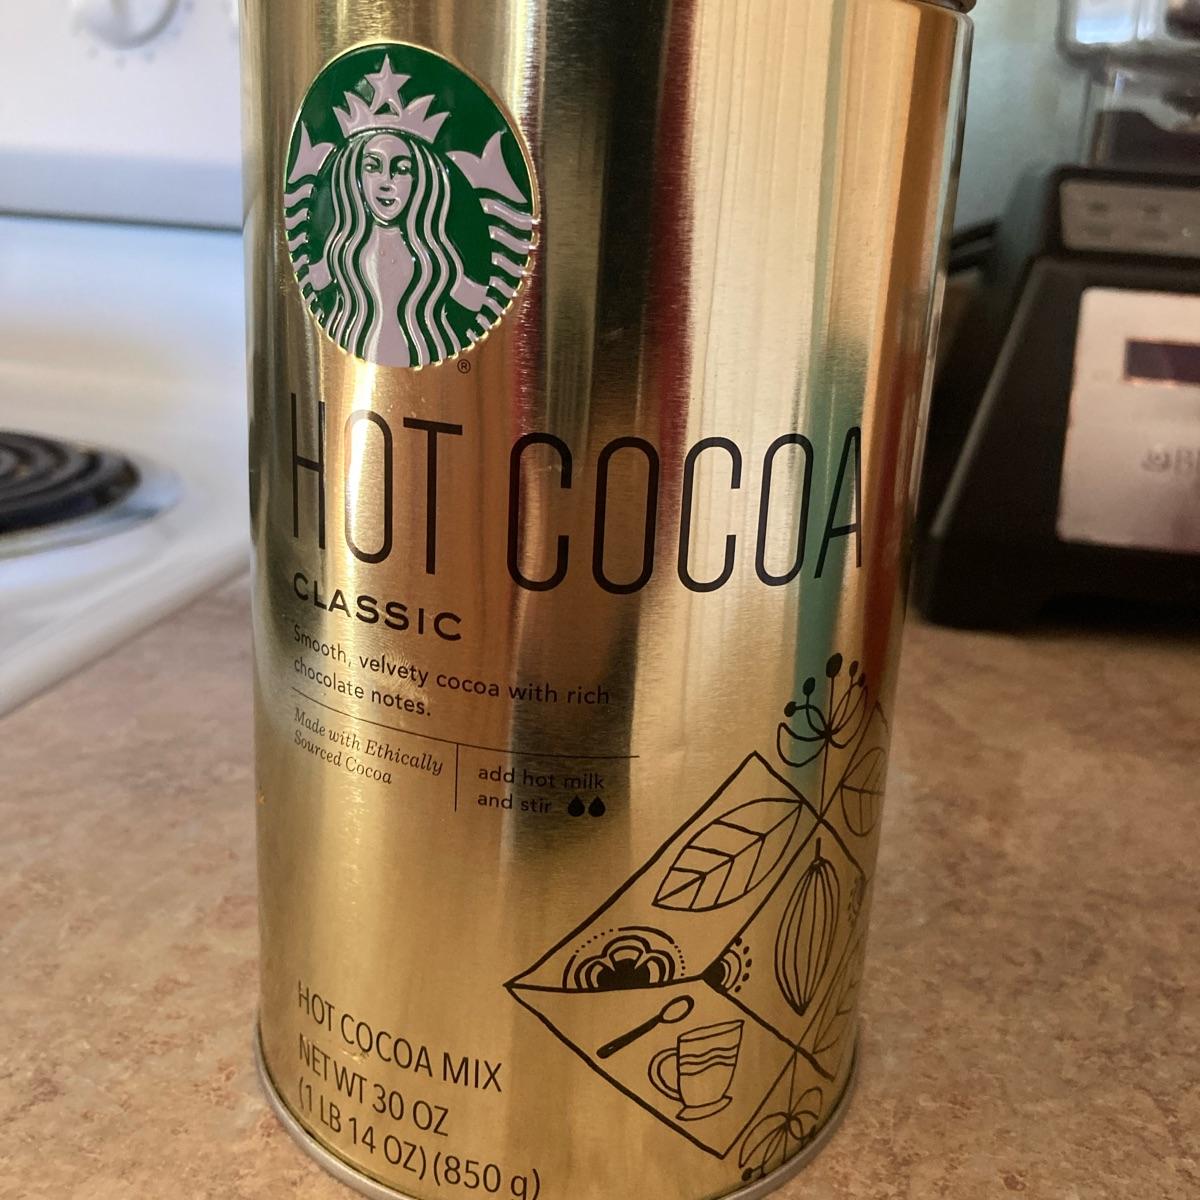 ®
HOT COCOA
CLASSIC
Smooth, velvety cocoa with rich
chocolate notes.
Made with Ethically
Sourced Cocoa
add hot milk
and stir
HOT COCOA MIX
NET WT 30 OZ
(1 LB 14 OZ) (850 g)